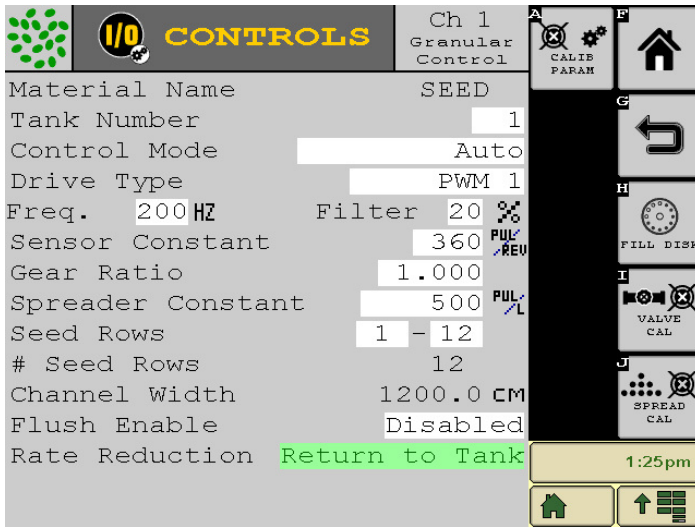 I/O CONTROLS
Ch 1
Granular
Control
Material Name SEED
Tank Number 1
Control Mode Auto
Drive Type PWM 1
Freq. 200 HZ Filter 20 %
Sensor Constant 360 PUL/REV
Gear Ratio 1.000
Spreader Constant 500 PUL/L
Seed Rows 1 - 12
# Seed Rows 12
Channel Width 1200.0 CM
Flush Enable Disabled
Rate Reduction Return to Tank
A
CALIB
PARAM
F
G
H
FILL DISK
I
VALVE
CAL
J
SPREAD
CAL
1:25pm